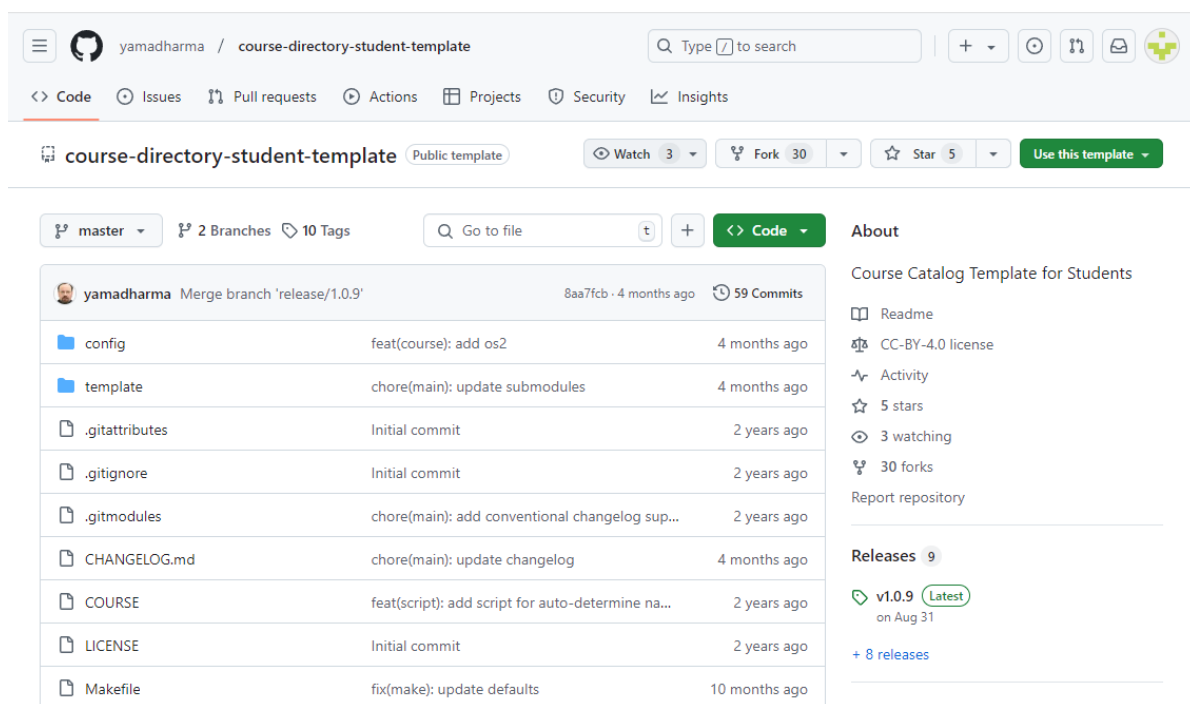 yamadharma / course-directory-student-template
Type / to search
Code Issues Pull requests Actions Projects Security Insights
course-directory-student-template Public template
Watch 3 Fork 30 Star 5 Use this template
master 2 Branches 10 Tags Go to file t + Code
yamadharma Merge branch 'release/1.0.9' 8aa7fcb · 4 months ago 59 Commits
config feat(course): add os2 4 months ago
template chore(main): update submodules 4 months ago
.gitattributes Initial commit 2 years ago
.gitignore Initial commit 2 years ago
.gitmodules chore(main): add conventional changelog sup... 2 years ago
CHANGELOG.md chore(main): update changelog 4 months ago
COURSE feat(script): add script for auto-determine na... 2 years ago
LICENSE Initial commit 2 years ago
Makefile fix(make): update defaults 10 months ago
About
Course Catalog Template for Students
Readme
CC-BY-4.0 license
Activity
5 stars
3 watching
30 forks
Report repository
Releases 9
v1.0.9 Latest
on Aug 31
+ 8 releases